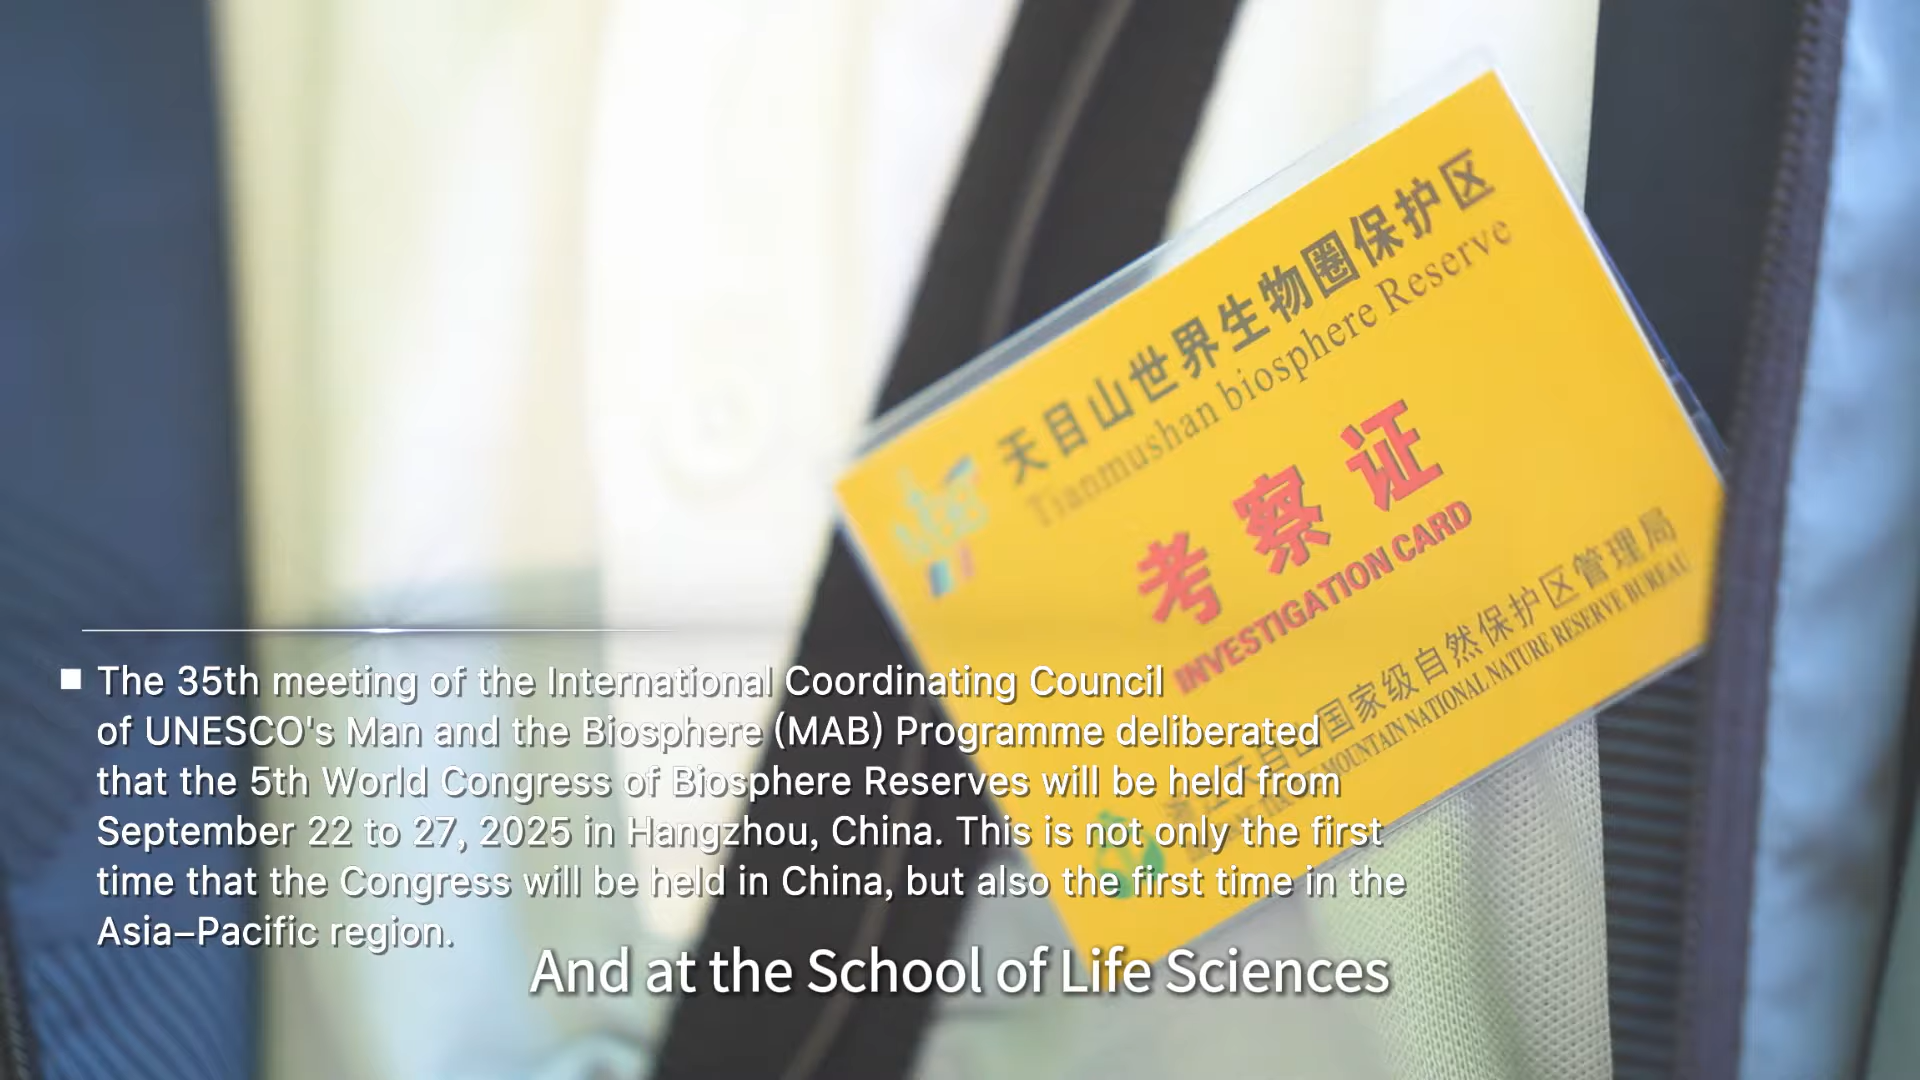 天目山世界生物圈保护区
Tianmushan biosphere Reserve
考察证
INVESTIGATION CARD
天目山国家级自然保护区管理局
MOUNTAIN NATIONAL NATURE RESERVE BUREAU
The 35th meeting of the International Coordinating Council
of UNESCO's Man and the Biosphere (MAB) Programme deliberated
that the 5th World Congress of Biosphere Reserves will be held from
September 22 to 27, 2025 in Hangzhou, China. This is not only the first
time that the Congress will be held in China, but also the first time in the
Asia–Pacific region.
And at the School of Life Sciences